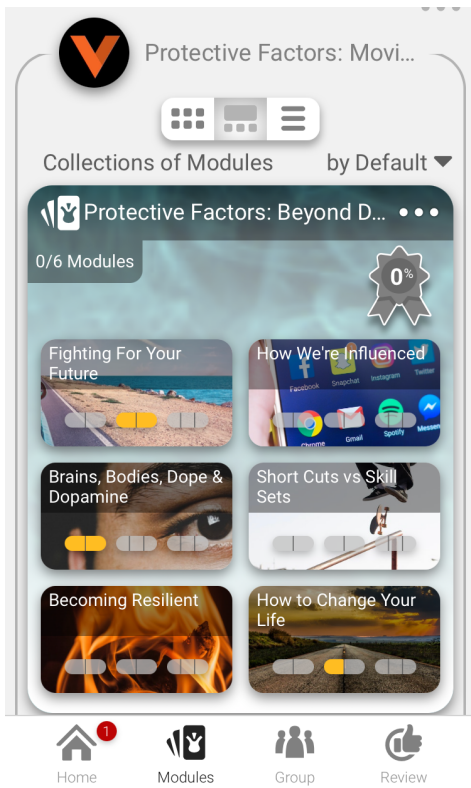 Protective Factors: Movi...
Collections of Modules
by Default
Protective Factors: Beyond D...
0/6 Modules
0%
Fighting For Your
Future
How We're Influenced
Facebook
Snapchat
Instagram
Twitter
Chrome
Gmail
Spotify
Messen
Brains, Bodies, Dope &
Dopamine
Short Cuts vs Skill
Sets
Becoming Resilient
How to Change Your
Life
1
Home
Modules
Group
Review